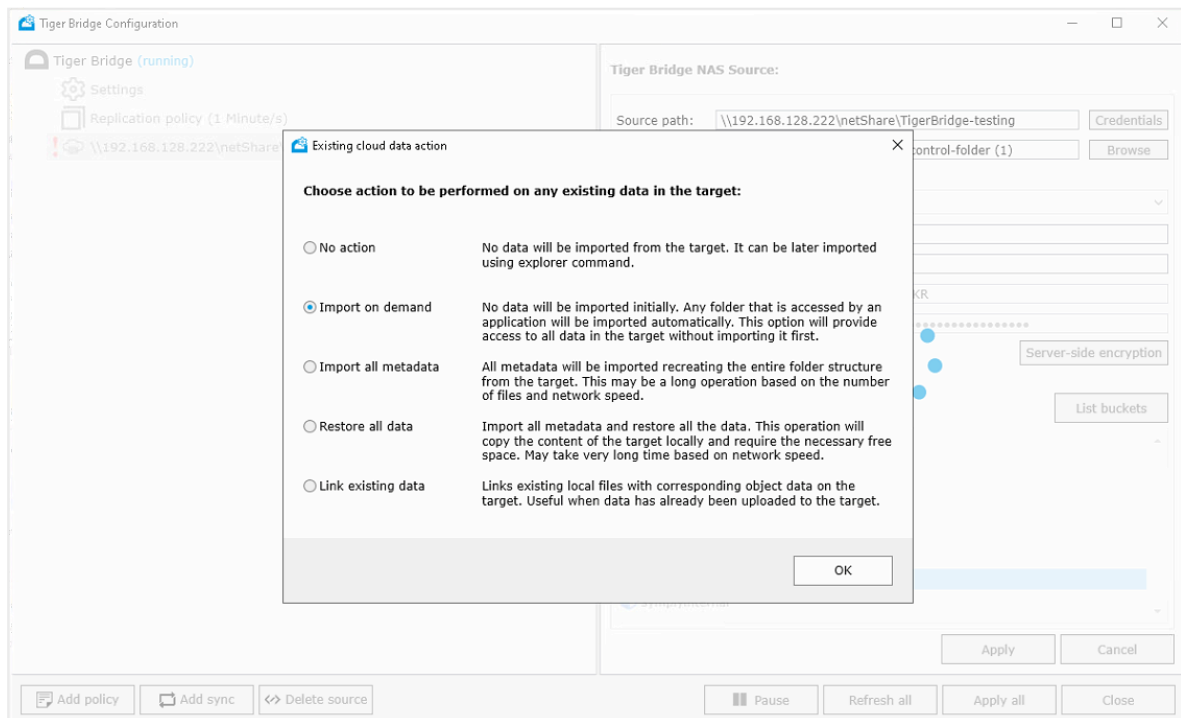 Tiger Bridge Configuration
Tiger Bridge (running)
Settings
Replication policy (1 Minute/s)
\\192.168.128.222\netShare
Tiger Bridge NAS Source:
Source path: \\192.168.128.222\netShare\TigerBridge-testing Credentials
control-folder (1) Browse
KR
Server-side encryption
List buckets
Existing cloud data action
Choose action to be performed on any existing data in the target:
No action
No data will be imported from the target. It can be later imported
using explorer command.
Import on demand
No data will be imported initially. Any folder that is accessed by an
application will be imported automatically. This option will provide
access to all data in the target without importing it first.
Import all metadata
All metadata will be imported recreating the entire folder structure
from the target. This may be a long operation based on the number
of files and network speed.
Restore all data
Import all metadata and restore all the data. This operation will
copy the content of the target locally and require the necessary free
space. May take very long time based on network speed.
Link existing data
Links existing local files with corresponding object data on the
target. Useful when data has already been uploaded to the target.
OK
Apply Cancel
Add policy Add sync Delete source Pause Refresh all Apply all Close